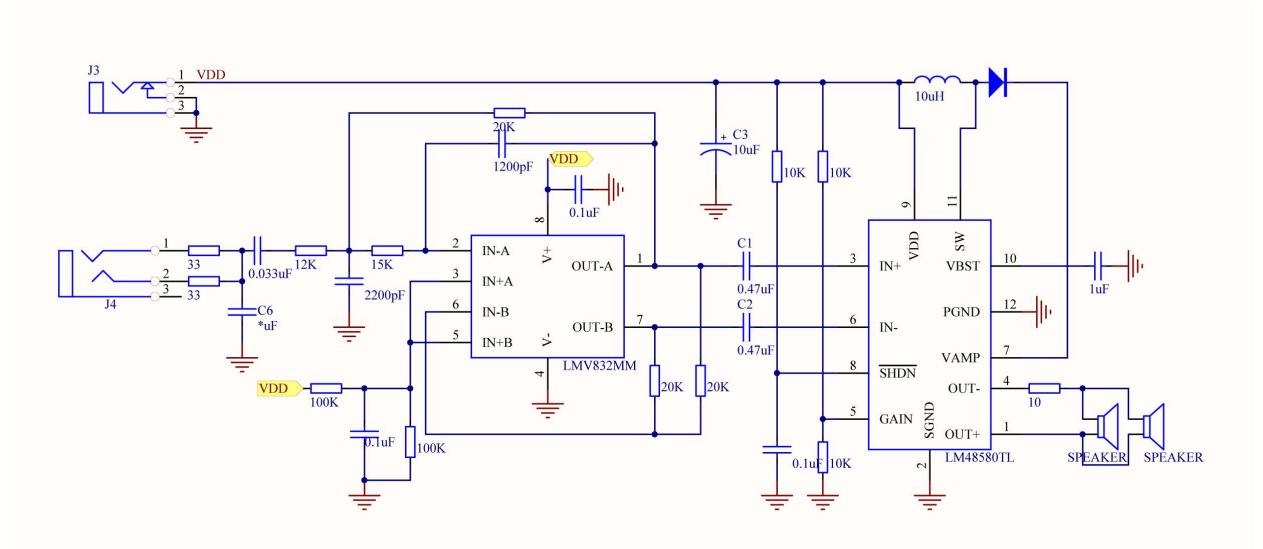 J3
1 VDD
2
3
10uH
20K
1200pF
VDD
0.1uF
8
C3
+
10uF
10K
10K
9
11
VDD
SW
J4
1
2
3
33
33
0.033uF
12K
15K
2200pF
C6
*uF
2 IN-A
3 IN+A
6 IN-B
5 IN+B
V+
V-
OUT-A 1
OUT-B 7
4
LMV832MM
C1
0.47uF
C2
0.47uF
20K
20K
VDD
100K
0.1uF
100K
3 IN+
6 IN-
8 SHDN
5 GAIN
SGND
2
VBST 10
PGND 12
VAMP 7
OUT- 4
OUT+ 1
LM48580TL
1uF
10
SPEAKER
SPEAKER
0.1uF
10K